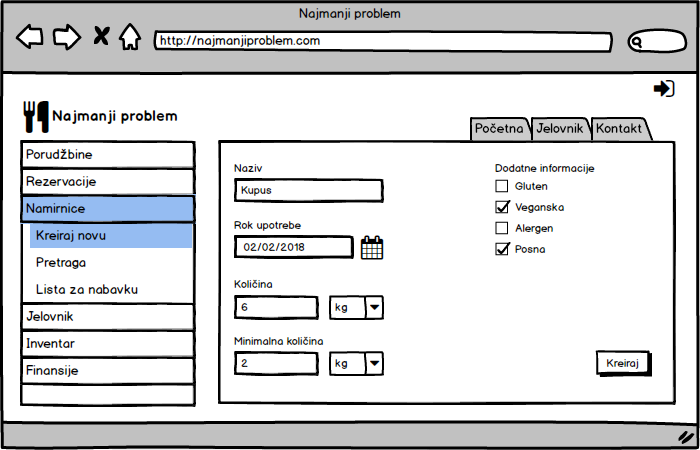 Najmanji problem
http://najmanjiproblem.com
Najmanji problem
Početna
Jelovnik
Kontakt
Porudžbine
Rezervacije
Namirnice
Kreiraj novu
Pretraga
Lista za nabavku
Jelovnik
Inventar
Finansije
Naziv
Kupus
Rok upotrebe
02/02/2018
Količina
6
kg
Minimalna količina
2
kg
Dodatne informacije
Gluten
Veganska
Alergen
Posna
Kreiraj